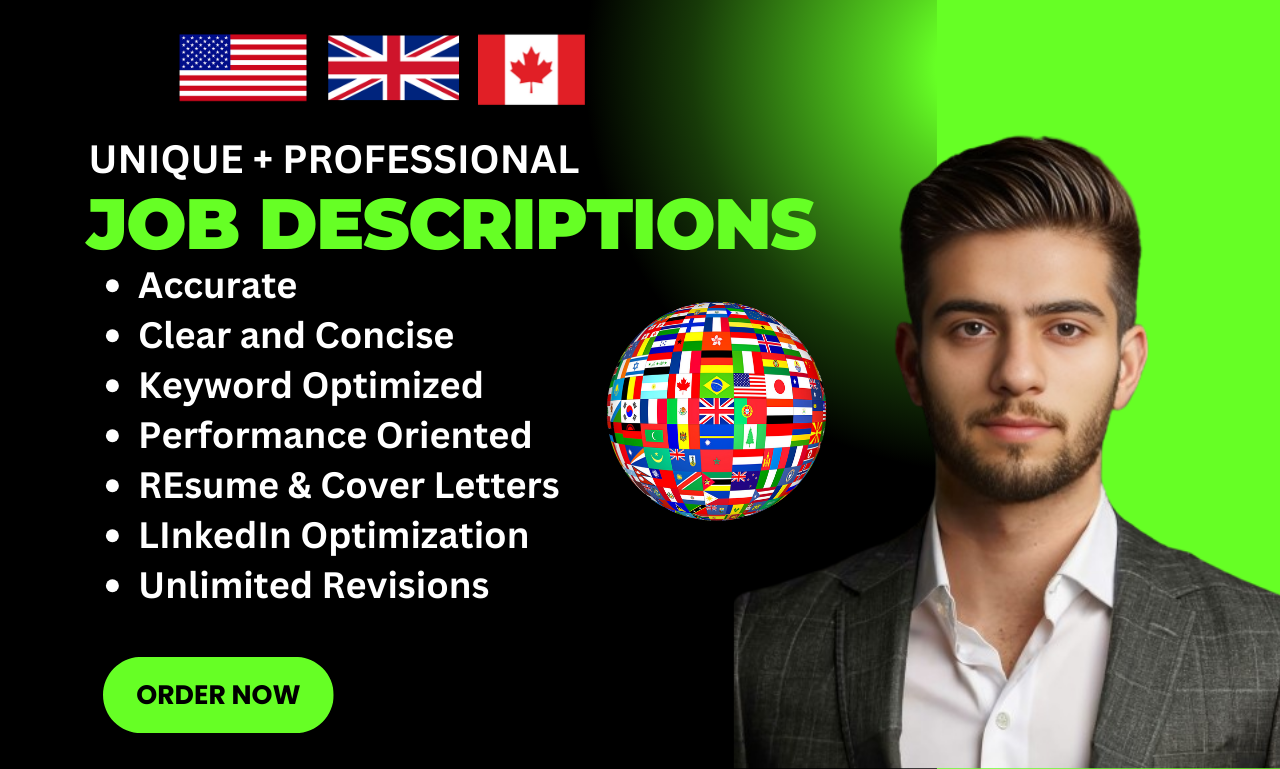 UNIQUE + PROFESSIONAL
JOB DESCRIPTIONS
• Accurate
• Clear and Concise
• Keyword Optimized
• Performance Oriented
• REsume & Cover Letters
• LInkedIn Optimization
• Unlimited Revisions
ORDER NOW